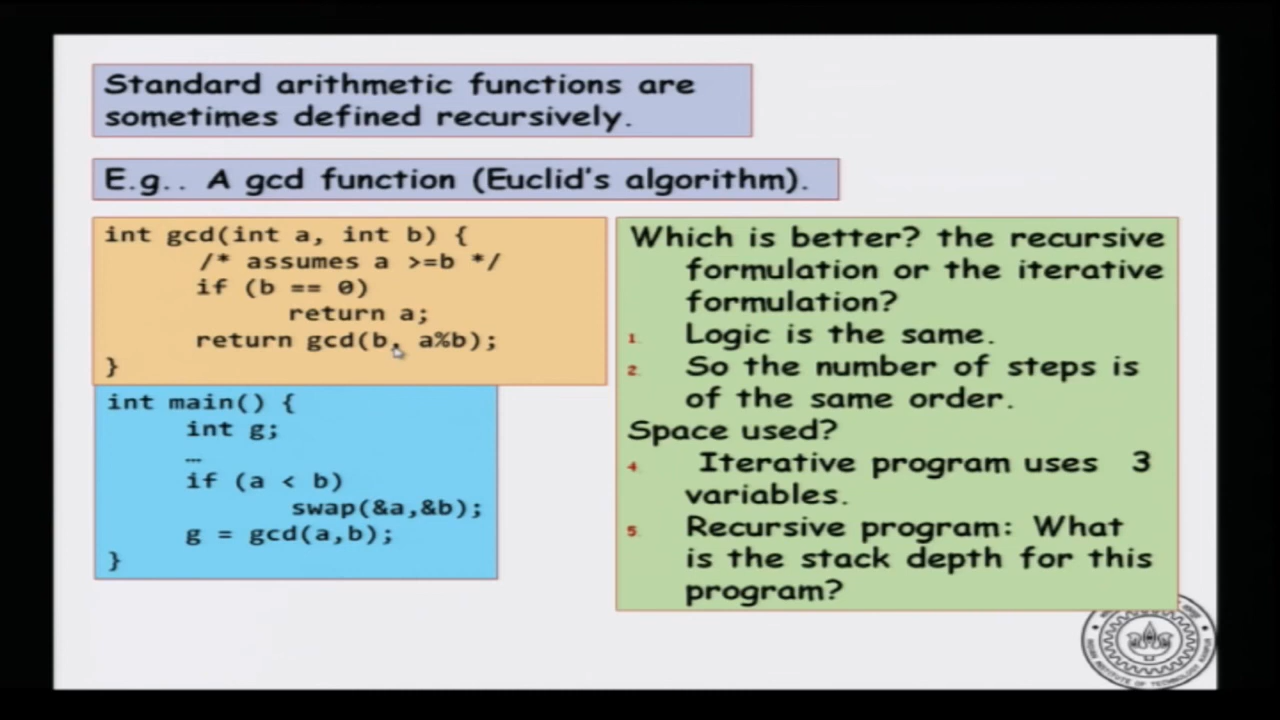 Standard arithmetic functions are
sometimes defined recursively.
E.g.. A gcd function (Euclid's algorithm).
int gcd(int a, int b) {
/* assumes a >=b */
if (b == 0)
return a;
return gcd(b, a%b);
}
int main() {
int g;
…
if (a < b)
swap(&a,&b);
g = gcd(a,b);
}
Which is better? the recursive
formulation or the iterative
formulation?
1. Logic is the same.
2. So the number of steps is
of the same order.
Space used?
4. Iterative program uses 3
variables.
5. Recursive program: What
is the stack depth for this
program?